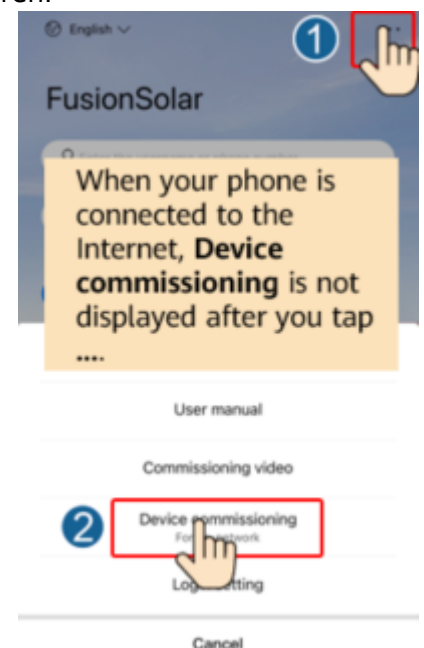 English
1
FusionSolar
When your phone is
connected to the
Internet, Device
commissioning is not
displayed after you tap
....
User manual
Commissioning video
Device commissioning
2
network
Cancel